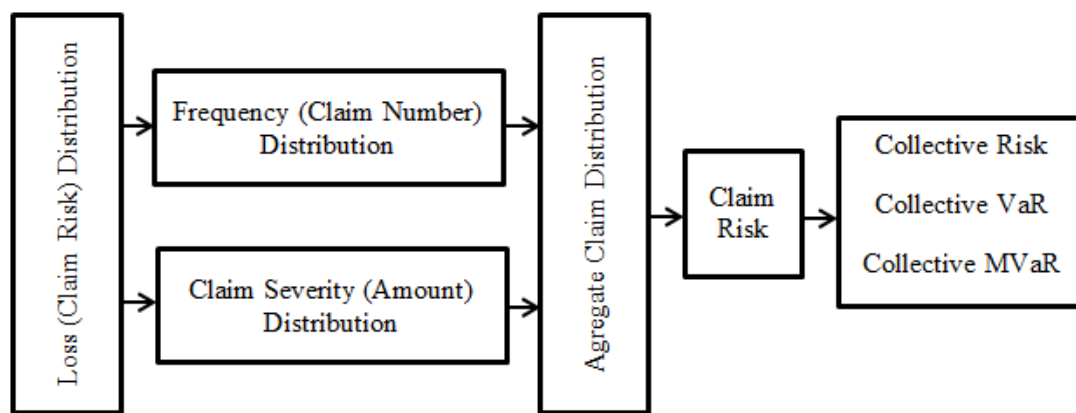 Loss (Claim Risk) Distribution
Frequency (Claim Number)
Distribution
Claim Severity (Amount)
Distribution
Agregate Claim Distribution
Claim
Risk
Collective Risk
Collective VaR
Collective MVaR